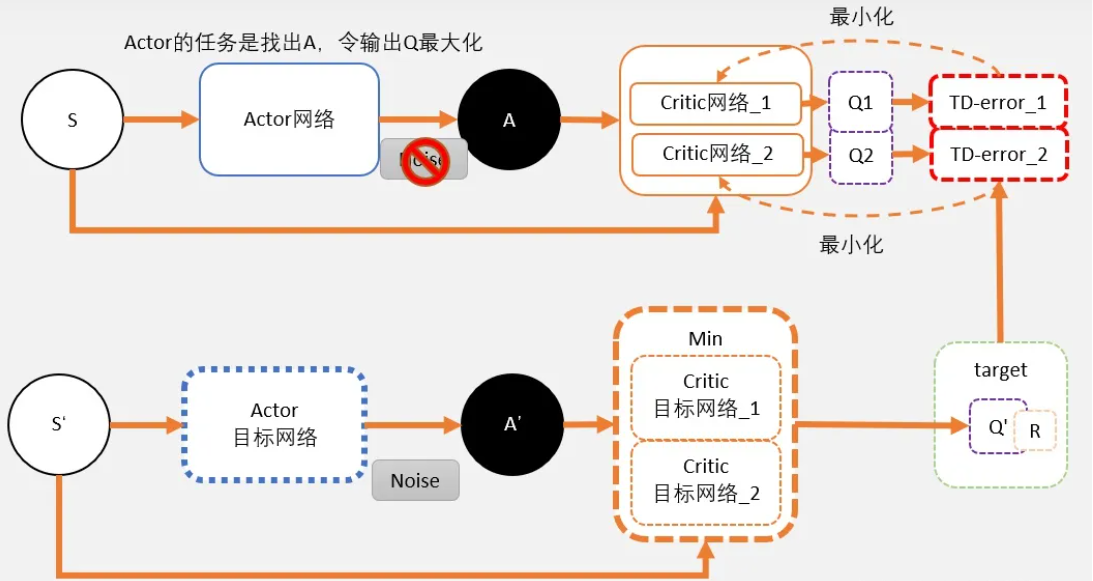 最小化
Actor的任务是找出A，令输出Q最大化
S
Actor网络
Noise
A
Critic网络_1
Critic网络_2
Q1
Q2
TD-error_1
TD-error_2
最小化
S‘
Actor
目标网络
Noise
A’
Min
Critic
目标网络_1
Critic
目标网络_2
target
Q'
R